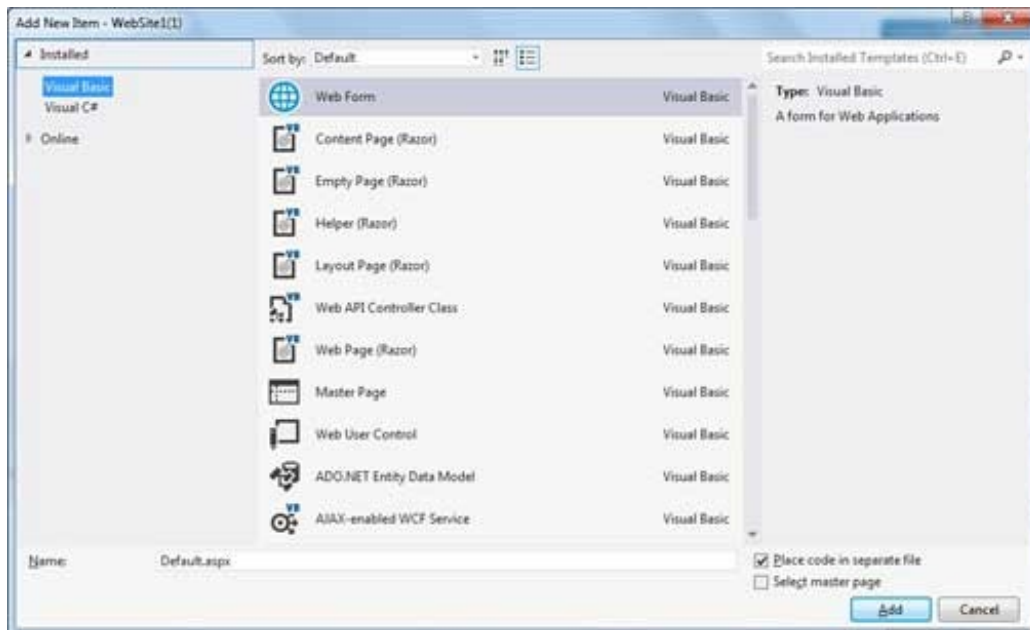 Add New Item - WebSite1(1)
Installed
Sort by: Default
Search Installed Templates (Ctrl+E)
Visual Basic
Visual C#
Online
Web Form Visual Basic
Content Page (Razor) Visual Basic
Empty Page (Razor) Visual Basic
Helper (Razor) Visual Basic
Layout Page (Razor) Visual Basic
Web API Controller Class Visual Basic
Web Page (Razor) Visual Basic
Master Page Visual Basic
Web User Control Visual Basic
ADO.NET Entity Data Model Visual Basic
AJAX-enabled WCF Service Visual Basic
Type: Visual Basic
A form for Web Applications
Name: Default.aspx
Place code in separate file
Select master page
Add Cancel